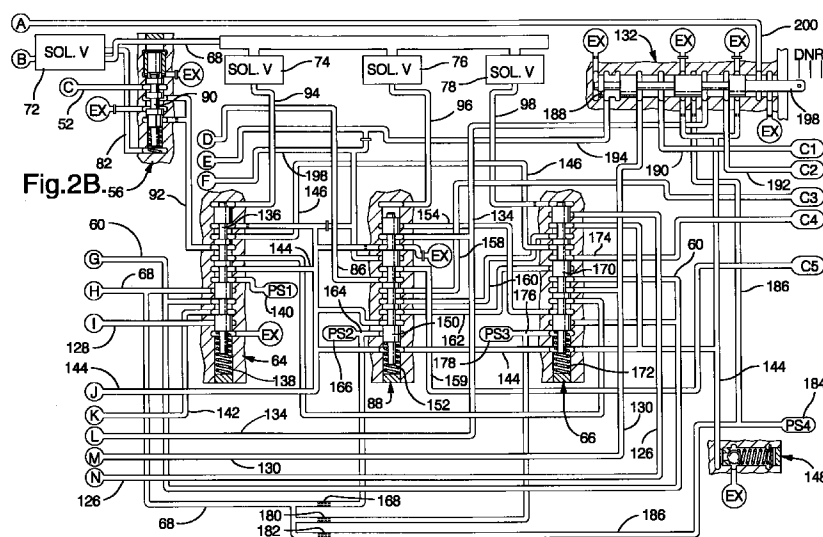 A
200
B
SOL. V
68
72
SOL. V
74
76
SOL. V
SOL. V
78
EX
132
EX
EX
DNR
C
EX
90
94
96
98
188
198
52
EX
EX
82
D
E
F
194
190
C1
C2
192
Fig.2B.
56
198
146
146
C3
92
136
154
134
158
174
C4
60
144
EX
170
60
C5
G
68
86
160
H
PS1
140
164
150
162
176
186
I
PS2
PS3
128
EX
64
166
178
144
144
138
159
172
144
184
J
88
152
66
130
PS4
K
142
126
L
134
148
M
130
N
EX
126
168
68
180
186
182